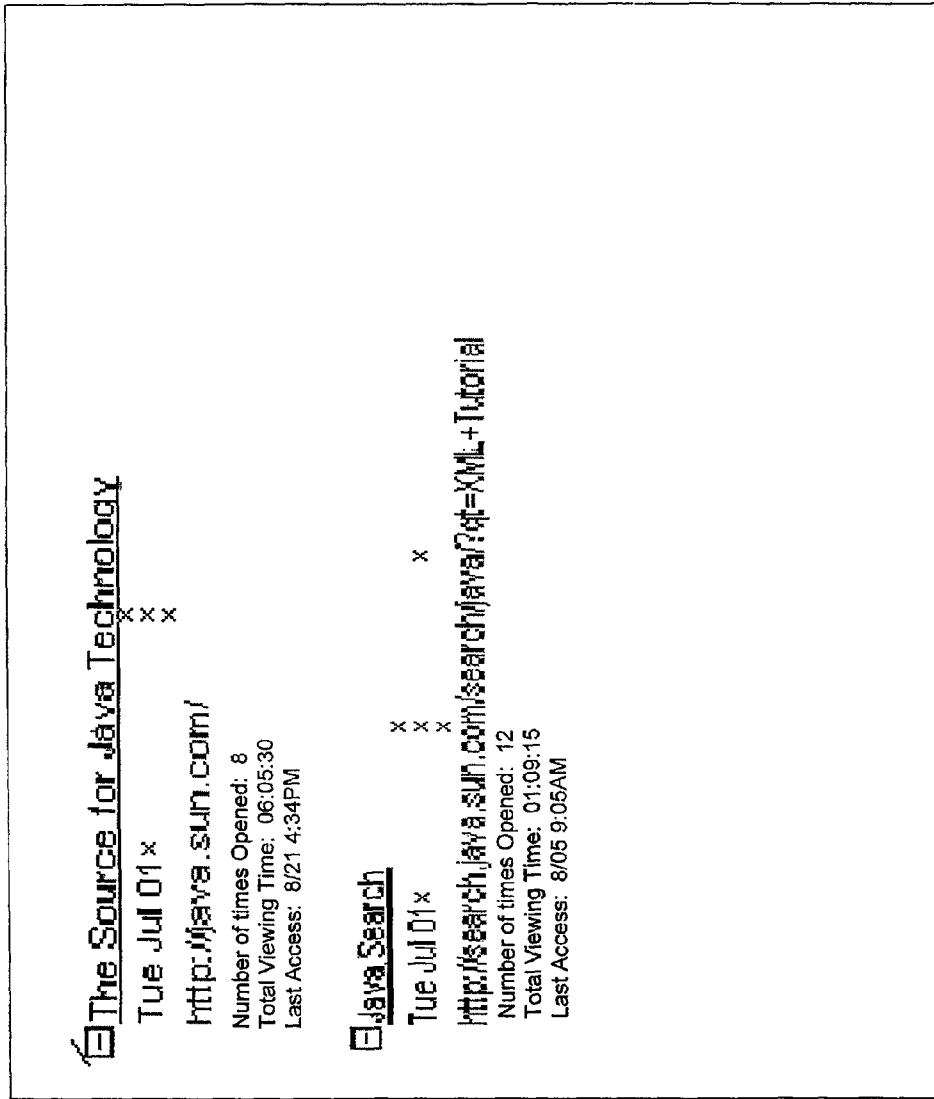 The Source for Java Technology
x
x
x
Tue Jul 01 x
http://java.sun.com/
Number of times Opened: 8
Total Viewing Time: 06:05:30
Last Access: 8/21 4:34PM
Java Search
x
x
x
Tue Jul 01 x x
http://search.java.sun.com/search/java/?qt=XML+Tutorial
Number of times Opened: 12
Total Viewing Time: 01:09:15
Last Access: 8/05 9:05AM